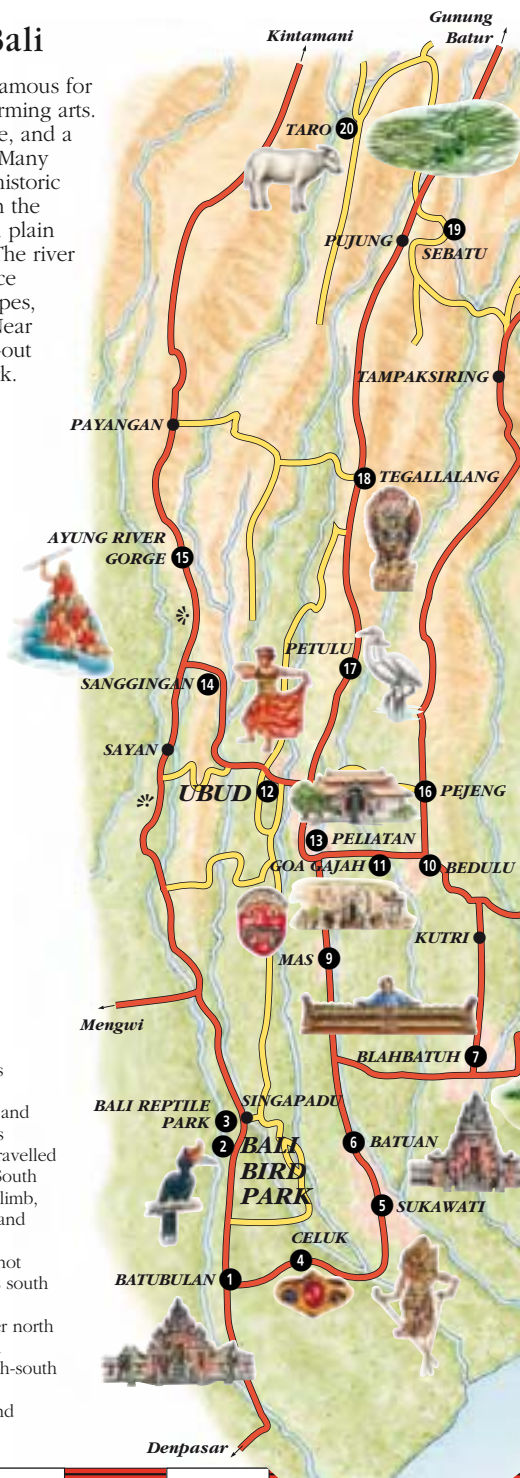 Bali
amous for
rming arts.
e, and a
Many
historic
n the
plain
The river
ce
pes,
Near
out
k.
Kintamani
Gunung
Batur
TARO 20
PUJUNG
19
SEBATU
TAMPAKSIRING
PAYANGAN
18 TEGALLALANG
AYUNG RIVER
GORGE 15
PETULU
17
SANGGINGAN 14
SAYAN
UBUD 12
16 PEJENG
13 PELIATAN
GOA GAJAH 11
10 BEDULU
KUTRI
MAS 9
Mengwi
BLAHBATUH 7
SINGAPADU
BALI REPTILE
PARK 3
2 BALI
BIRD
PARK
6 BATUAN
5 SUKAWATI
CELUK
4
BATUBULAN 1
Denpasar
s
and
s
ravelled
South
limb,
and
not
s south
er north
h-south
nd